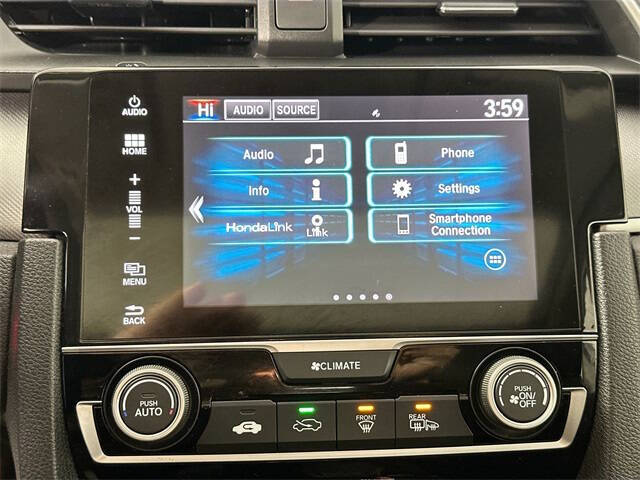 AUDIO
HOME
+
VOL
−
MENU
BACK
Hi AUDIO SOURCE 3:59
Audio
Info
HondaLink Link
Phone
Settings
Smartphone
Connection
CLIMATE
PUSH
AUTO
FRONT
REAR
PUSH
ON/
OFF